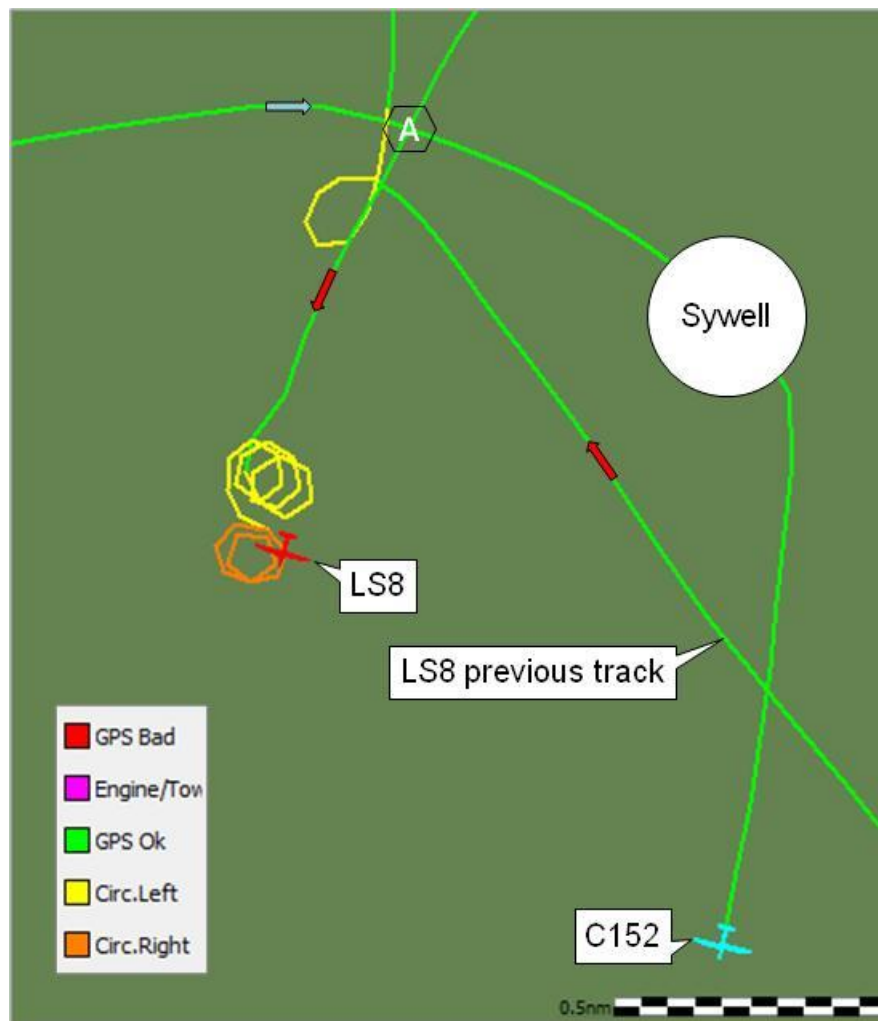 A
Sywell
LS8
LS8 previous track
GPS Bad
Engine/Tow
GPS Ok
Circ.Left
Circ.Right
C152
0.5nm